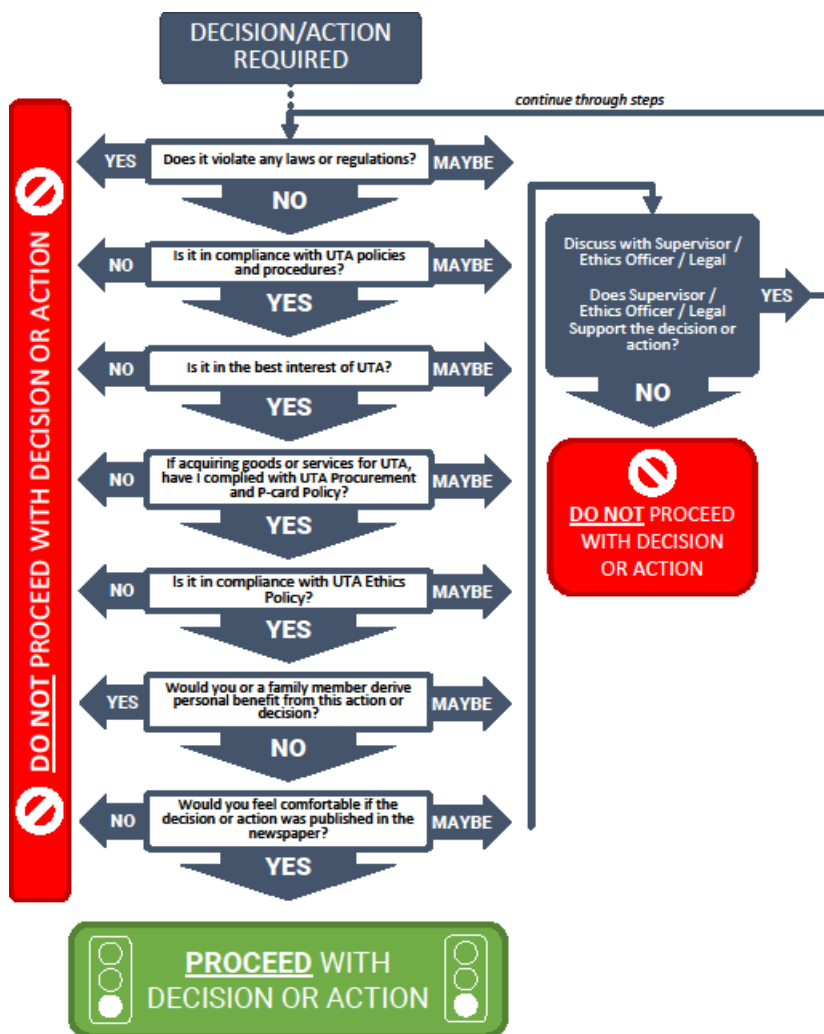 DECISION/ACTION
REQUIRED
continue through steps
DO NOT PROCEED WITH DECISION OR ACTION
YES
Does it violate any laws or regulations?
MAYBE
NO
NO
Is it in compliance with UTA policies
and procedures?
MAYBE
YES
NO
Is it in the best interest of UTA?
MAYBE
YES
NO
If acquiring goods or services for UTA,
have I complied with UTA Procurement
and P-card Policy?
MAYBE
YES
NO
Is it in compliance with UTA Ethics
Policy?
MAYBE
YES
YES
Would you or a family member derive
personal benefit from this action or
decision?
MAYBE
NO
NO
Would you feel comfortable if the
decision or action was published in the
newspaper?
MAYBE
YES
Discuss with Supervisor /
Ethics Officer / Legal
Does Supervisor /
Ethics Officer / Legal
Support the decision or
action?
YES
NO
DO NOT PROCEED
WITH DECISION
OR ACTION
PROCEED WITH
DECISION OR ACTION